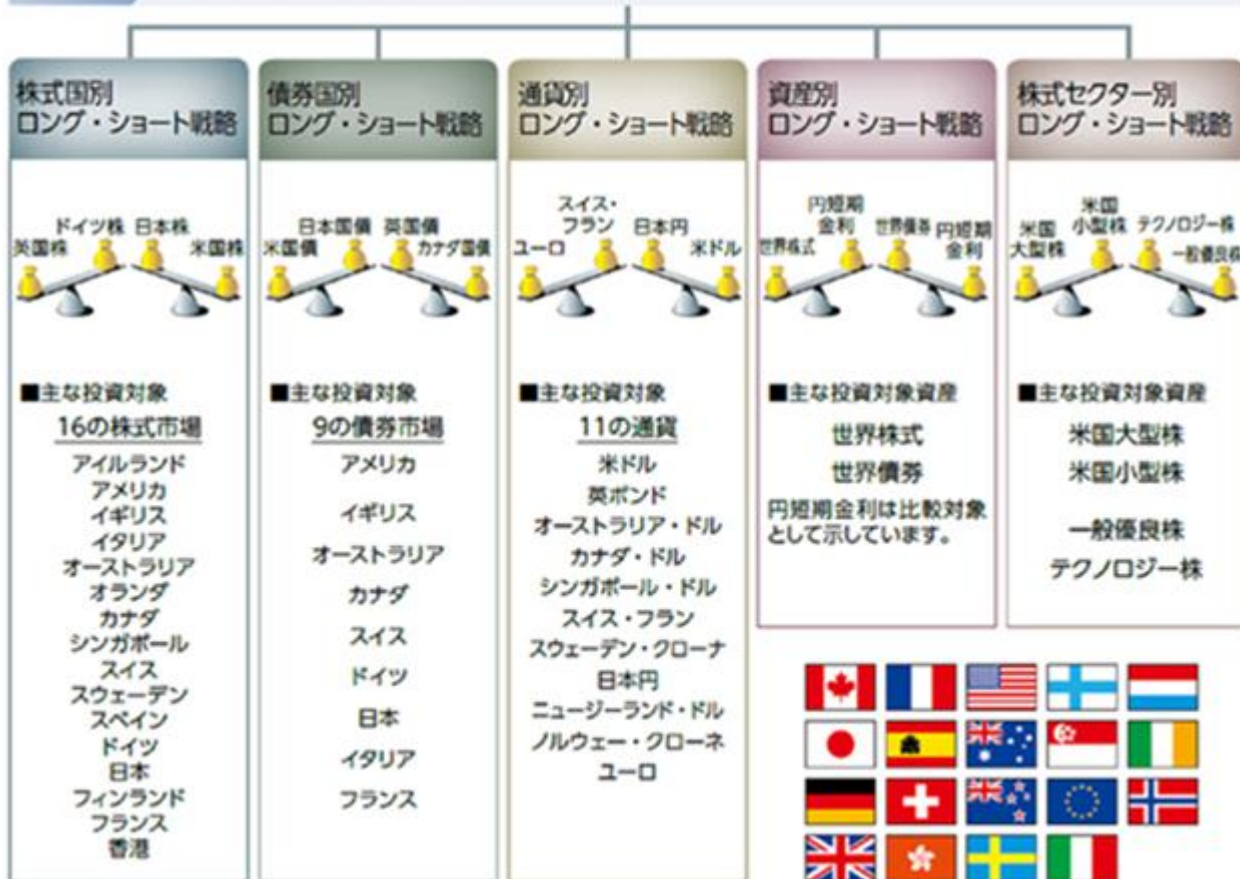 株式国別
ロング・ショート戦略
ドイツ株 日本株
英国株 米国株
■主な投資対象
16の株式市場
アイルランド
アメリカ
イギリス
イタリア
オーストラリア
オランダ
カナダ
シンガポール
スイス
スウェーデン
スペイン
ドイツ
日本
フィンランド
フランス
香港
債券国別
ロング・ショート戦略
日本国債 英国債
米国債 カナダ国債
■主な投資対象
9の債券市場
アメリカ
イギリス
オーストラリア
カナダ
スイス
ドイツ
日本
イタリア
フランス
通貨別
ロング・ショート戦略
スイス・
フラン 日本円
ユーロ 米ドル
■主な投資対象
11の通貨
米ドル
英ポンド
オーストラリア・ドル
カナダ・ドル
シンガポール・ドル
スイス・フラン
スウェーデン・クローナ
日本円
ニュージーランド・ドル
ノルウェー・クローネ
ユーロ
資産別
ロング・ショート戦略
円短期
金利 世界債券 円短期
世界株式 金利
■主な投資対象資産
世界株式
世界債券
円短期金利は比較対象
として示しています。
株式セクター別
ロング・ショート戦略
米国
米国 小型株 テクノロジー株
大型株 一般優良株
■主な投資対象資産
米国大型株
米国小型株
一般優良株
テクノロジー株